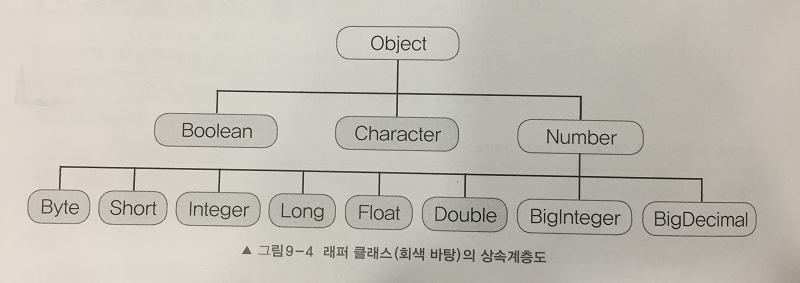 Object
Boolean Character Number
Byte Short Integer Long Float Double BigInteger BigDecimal
▲ 그림9-4 래퍼 클래스(회색 바탕)의 상속계층도